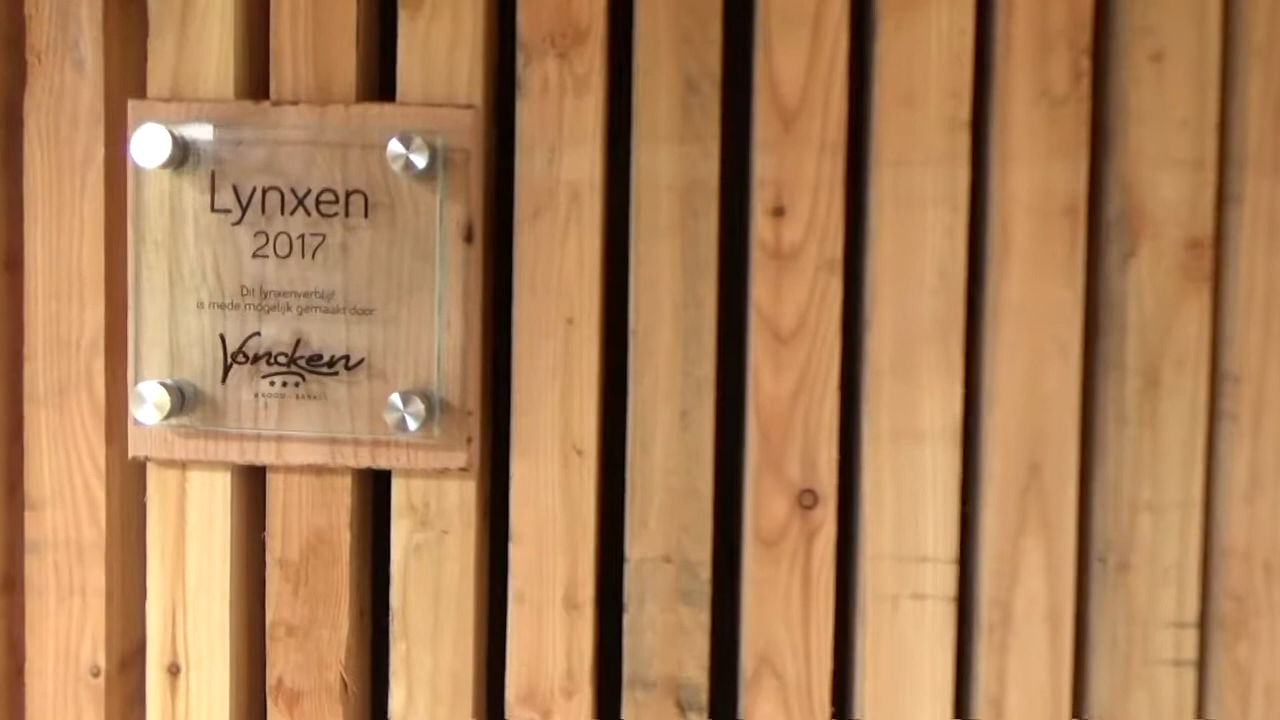 Lynxen
2017
Dit lynxenverblijf
is mede mogelijk gemaakt door
Voncken